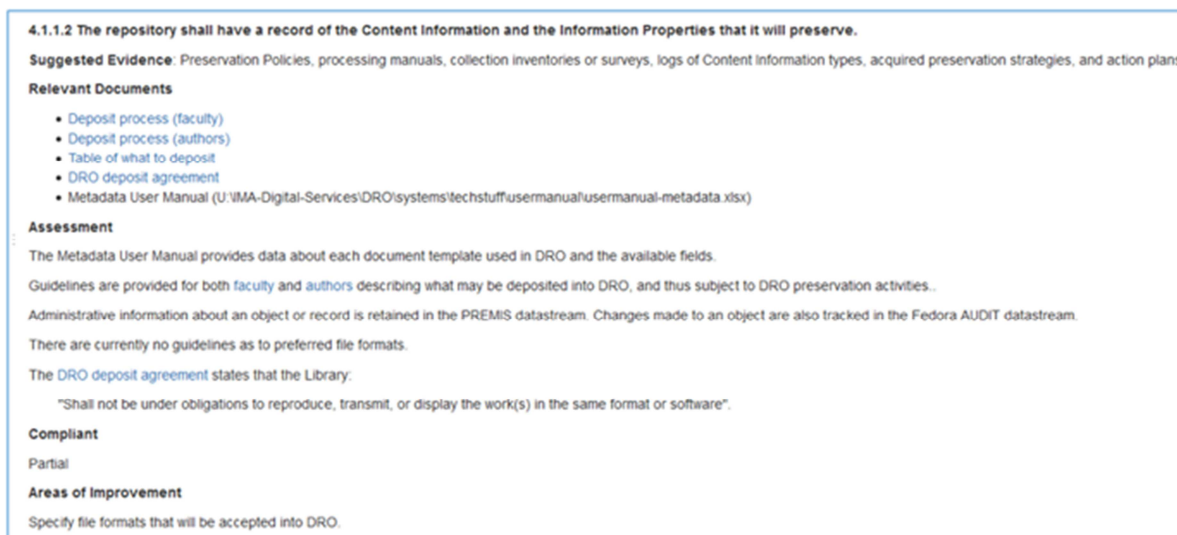 4.1.1.2 The repository shall have a record of the Content Information and the Information Properties that it will preserve.
Suggested Evidence: Preservation Policies, processing manuals, collection inventories or surveys, logs of Content Information types, acquired preservation strategies, and action plans
Relevant Documents
• Deposit process (faculty)
• Deposit process (authors)
• Table of what to deposit
• DRO deposit agreement
• Metadata User Manual (U:\IMA-Digital-Services\DRO\systems\techstuff\usermanual\usermanual-metadata.xlsx)
Assessment
The Metadata User Manual provides data about each document template used in DRO and the available fields.
Guidelines are provided for both faculty and authors describing what may be deposited into DRO, and thus subject to DRO preservation activities..
Administrative information about an object or record is retained in the PREMIS datastream. Changes made to an object are also tracked in the Fedora AUDIT datastream.
There are currently no guidelines as to preferred file formats.
The DRO deposit agreement states that the Library:
"Shall not be under obligations to reproduce, transmit, or display the work(s) in the same format or software".
Compliant
Partial
Areas of Improvement
Specify file formats that will be accepted into DRO.